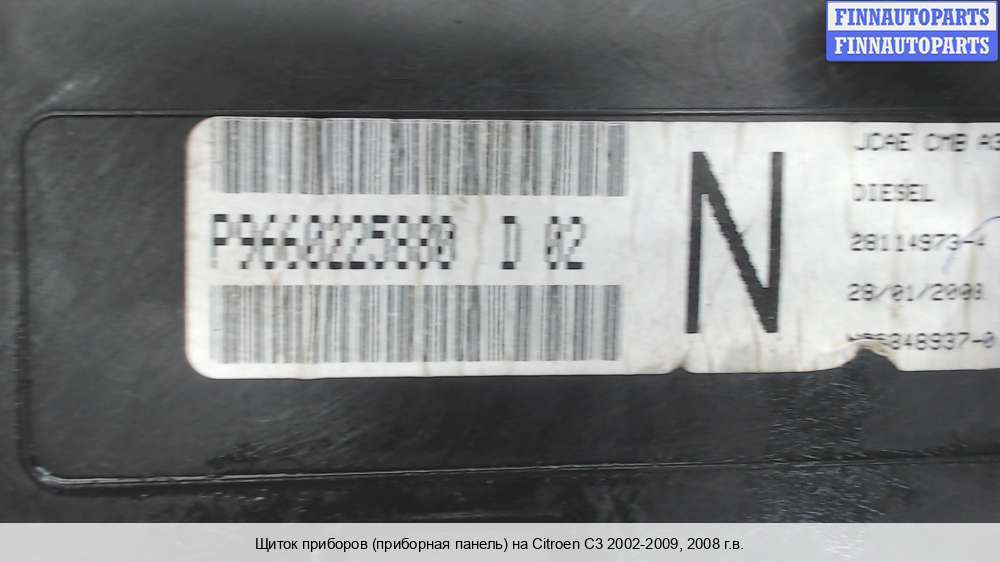 FINNAUTOPARTS
FINNAUTOPARTS
P9660225880 D 02
N
JCAE CMB A3
DIESEL
28114973-4
28/01/2008
Щиток приборов (приборная панель) на Citroen C3 2002-2009, 2008 г.в.